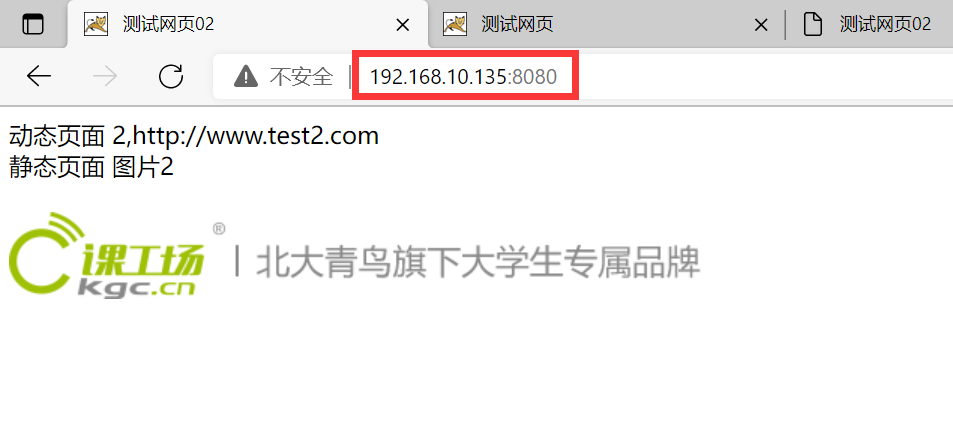 测试网页02
测试网页
测试网页02
不安全 | 192.168.10.135:8080
动态页面 2,http://www.test2.com
静态页面 图片2
课工场®
kgc.cn
北大青鸟旗下大学生专属品牌